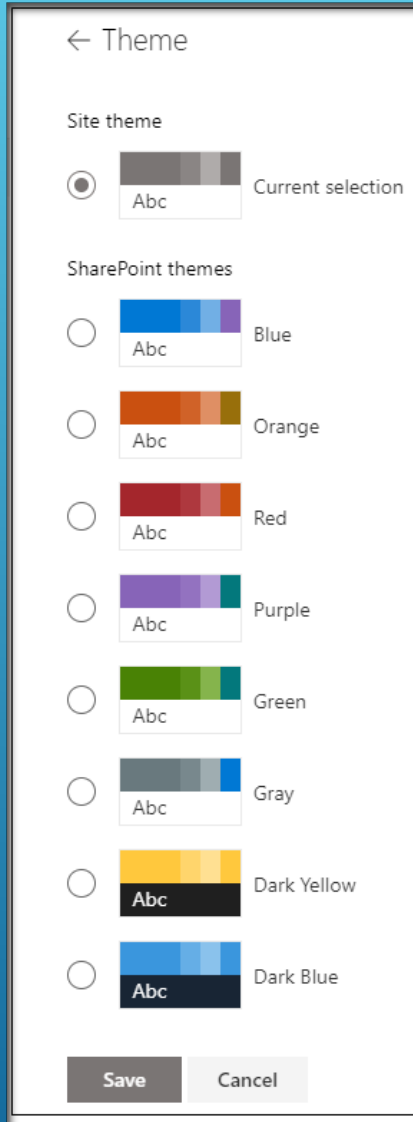 ← Theme
Site theme
Abc
Current selection
SharePoint themes
Abc
Blue
Abc
Orange
Abc
Red
Abc
Purple
Abc
Green
Abc
Gray
Abc
Dark Yellow
Abc
Dark Blue
Save Cancel